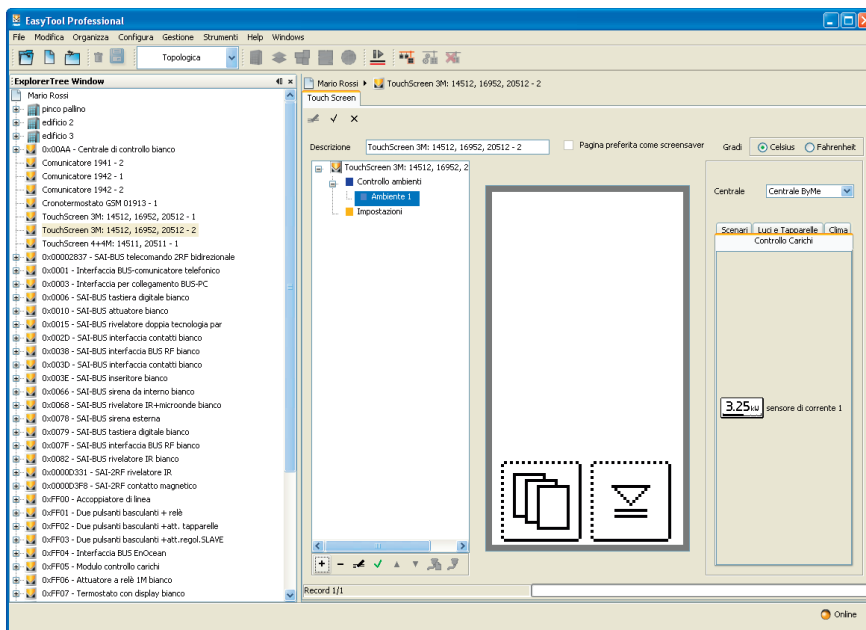 EasyTool Professional
File Modifica Organizza Configura Gestione Strumenti Help Windows
Topologica
ExplorerTree Window
Mario Rossi
pinco pallino
edificio 2
edificio 3
0x00AA - Centrale di controllo bianco
Comunicatore 1941 - 2
Comunicatore 1942 - 1
Comunicatore 1942 - 2
Cronotermostato GSM 01913 - 1
TouchScreen 3M: 14512, 16952, 20512 - 1
TouchScreen 3M: 14512, 16952, 20512 - 2
TouchScreen 4+4M: 14511, 20511 - 1
0x00002837 - SAI-BUS telecomando 2RF bidirezionale
0x0001 - Interfaccia BUS-comunicatore telefonico
0x0003 - Interfaccia per collegamento BUS-PC
0x0006 - SAI-BUS tastiera digitale bianco
0x0010 - SAI-BUS attuatore bianco
0x0015 - SAI-BUS rivelatore doppia tecnologia par
0x002D - SAI-BUS interfaccia contatti bianco
0x0038 - SAI-BUS interfaccia BUS RF bianco
0x003D - SAI-BUS interfaccia contatti bianco
0x003E - SAI-BUS inseritore bianco
0x0066 - SAI-BUS sirena da interno bianco
0x0068 - SAI-BUS rivelatore IR+microonde bianco
0x0078 - SAI-BUS sirena esterna
0x0079 - SAI-BUS tastiera digitale bianco
0x007F - SAI-BUS interfaccia BUS RF bianco
0x0082 - SAI-BUS rivelatore IR bianco
0x0000D331 - SAI-2RF rivelatore IR
0x0000D3F8 - SAI-2RF contatto magnetico
0xFF00 - Accoppiatore di linea
0xFF01 - Due pulsanti basculanti + relè
0xFF02 - Due pulsanti basculanti +att. tapparelle
0xFF03 - Due pulsanti basculanti +att.regol.SLAVE
0xFF04 - Interfaccia BUS EnOcean
0xFF05 - Modulo controllo carichi
0xFF06 - Attuatore a relè 1M bianco
0xFF07 - Termostato con display bianco
Mario Rossi TouchScreen 3M: 14512, 16952, 20512 - 2
Touch Screen
Descrizione TouchScreen 3M: 14512, 16952, 20512 - 2 Pagina preferita come screensaver Gradi Celsius Fahrenheit
TouchScreen 3M: 14512, 16952, 2
Controllo ambienti
Ambiente 1
Impostazioni
Centrale Centrale ByMe
Scenari Luci e Tapparelle Clima
Controllo Carichi
3.25kW sensore di corrente 1
Record 1/1
Online